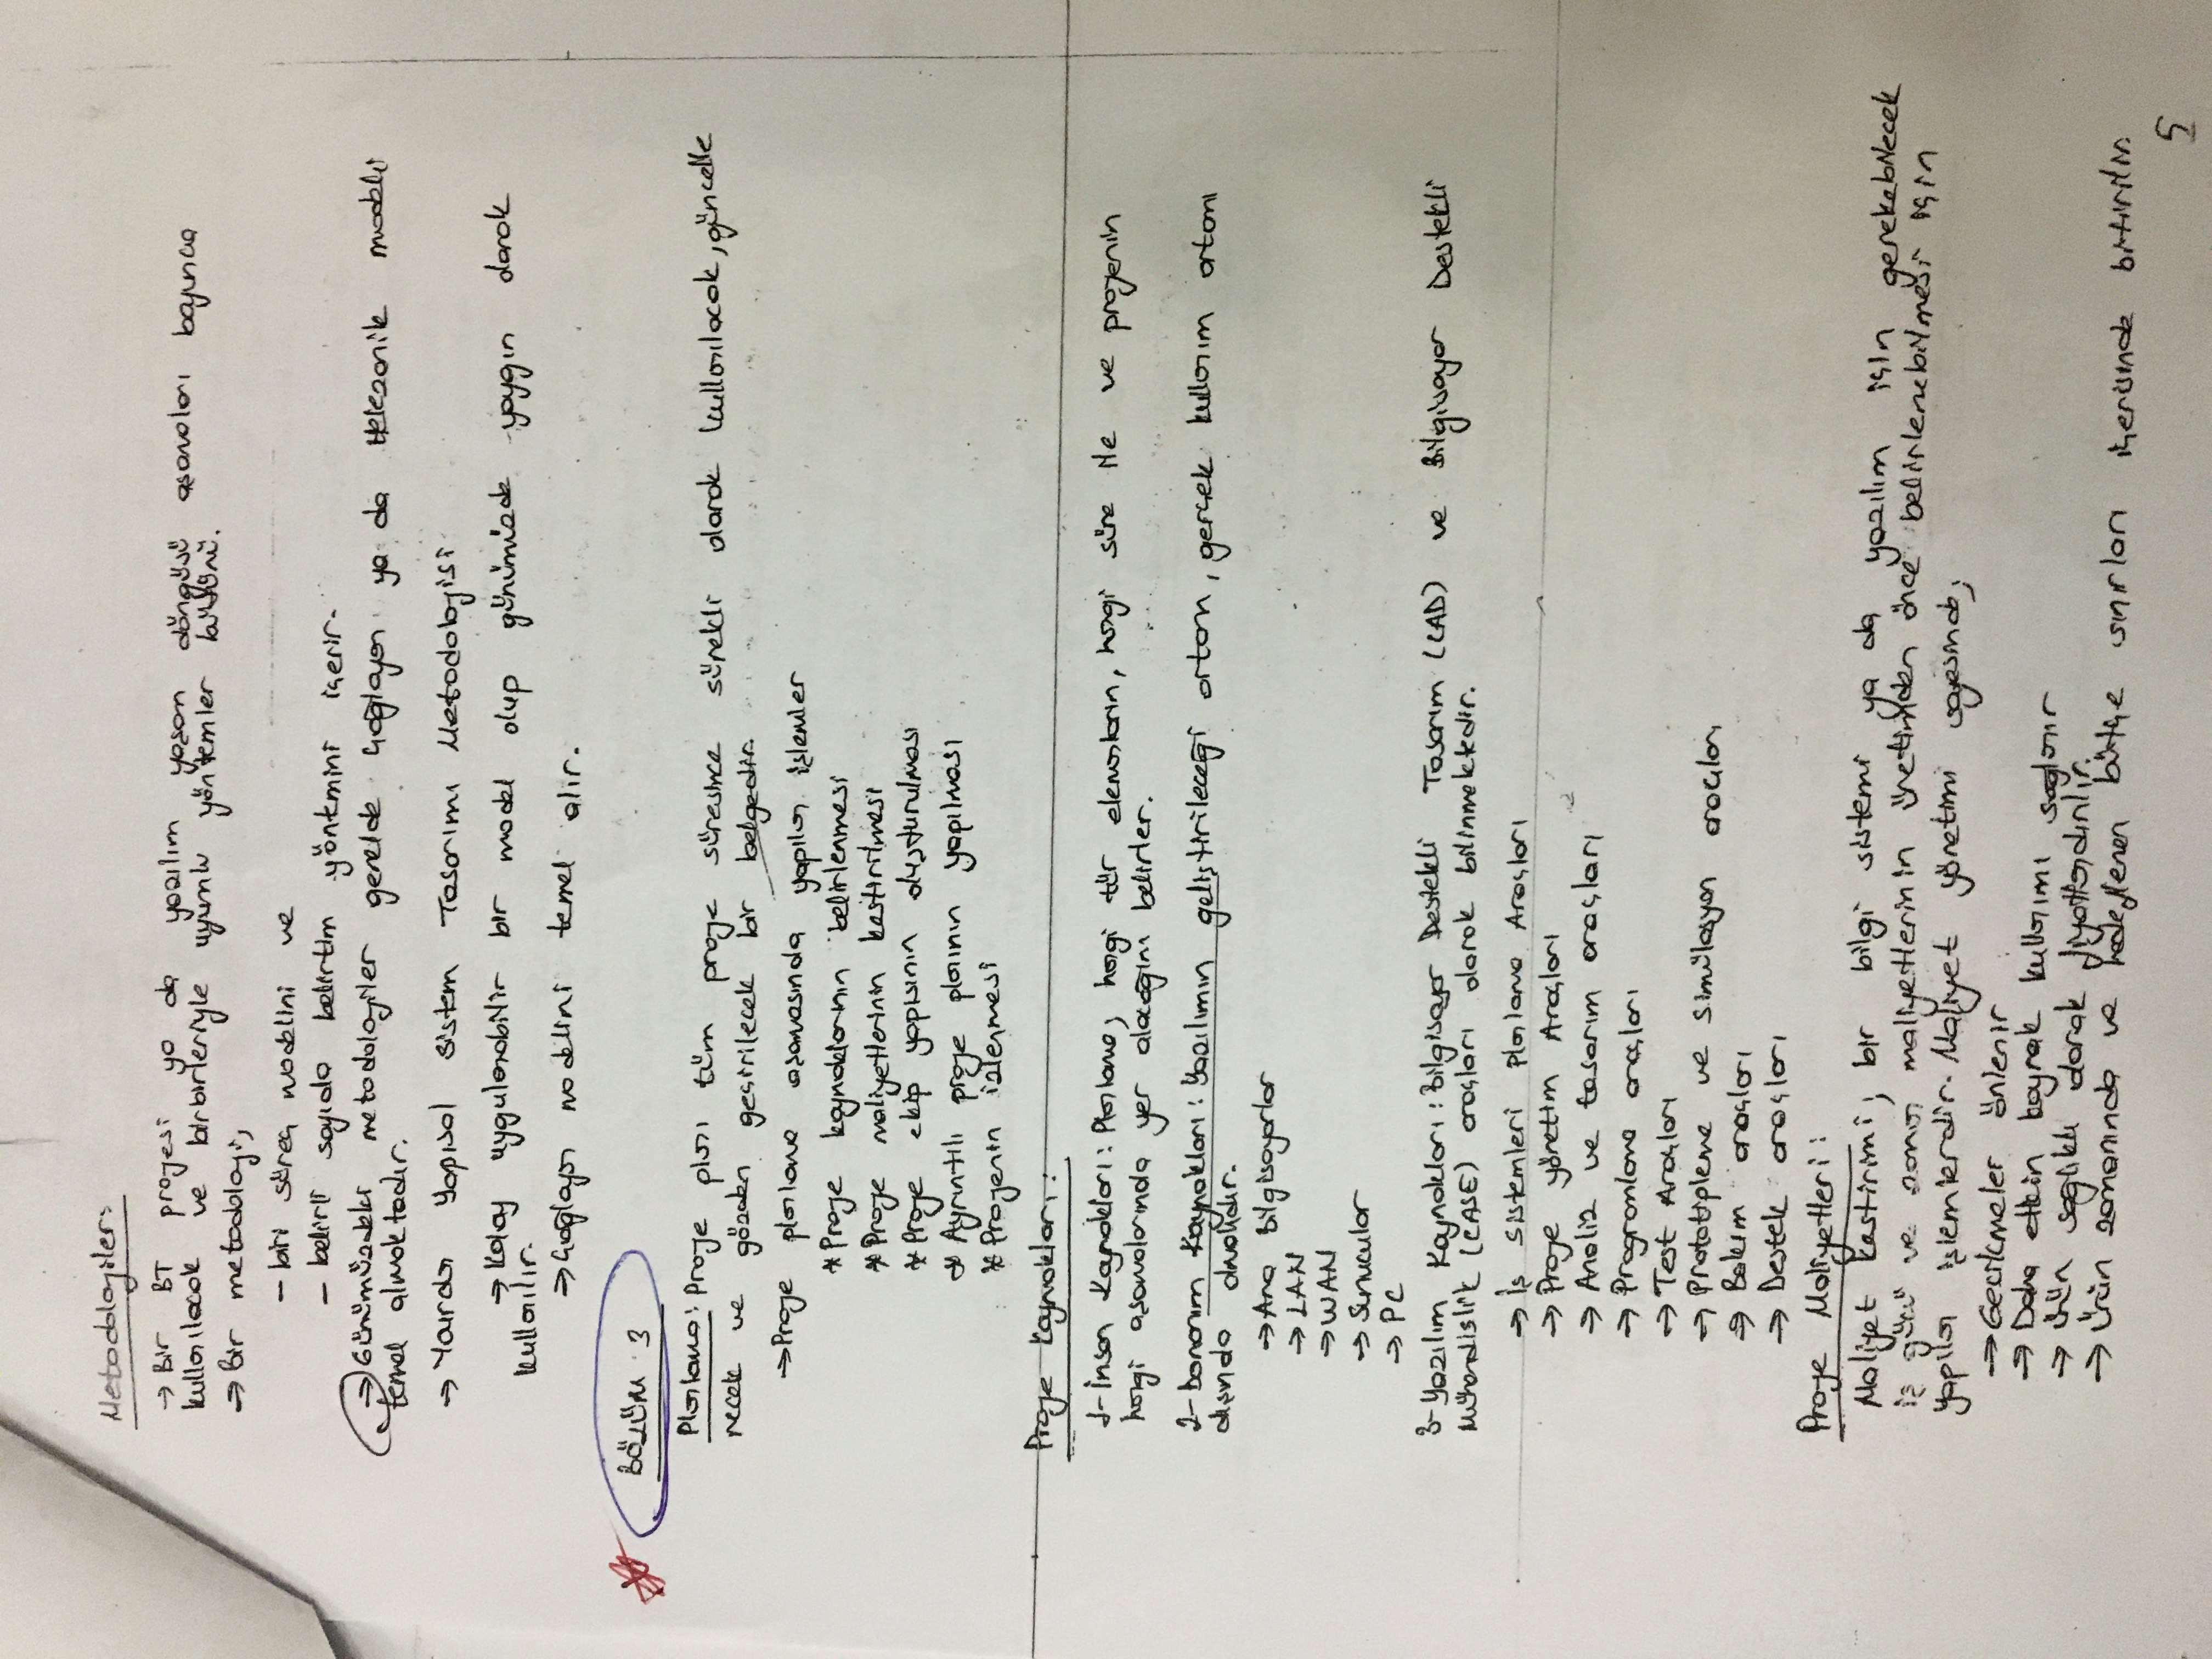 Metodolojiler:
→ Bir BT projesi ya da yazılım yaşam döngüsü aşamaları boyunca
kullanılacak ve birbirleriyle uyumlu yöntemler bütünü.
→ Bir metodoloji,
– biri süreç modelini ve
– belirli sayıda belirtim yöntemini içerir.
→ Günümüzdeki metodolojiler genelde Çağlayan ya da Helezonik modeli
temel almaktadır.
→ Yourdan Yapısal Sistem Tasarımı Metodolojisi
→ Kolay uygulanabilir bir model olup günümüzde yaygın olarak
kullanılır.
→ Çağlayan modelini temel alır.
BÖLÜM 3
Planlama: Proje planı tüm proje süresince sürekli olarak kullanılacak, güncelle
necek ve gözden geçirilecek bir belgedir.
→ Proje planlama aşamasında yapılan işlemler
* Proje kaynaklarının belirlenmesi
* Proje maliyetlerinin kestirilmesi
* Proje ekip yapısının oluşturulması
* Ayrıntılı proje planının yapılması
* Projenin izlenmesi
Proje Kaynakları:
1- İnsan Kaynakları: Planlama; hangi tür elemanların, hangi süre ile ve projenin
hangi aşamalarında yer alacağını belirler.
2- Donanım Kaynakları: Yazılımın geliştirileceği ortam, gerçek kullanım ortamı
dışında olmalıdır.
→ Ana Bilgisayarlar
→ LAN
→ WAN
→ Sunucular
→ PC
3- Yazılım Kaynakları: Bilgisayar Destekli Tasarım (CAD) ve Bilgisayar Destekli
Mühendislik (CASE) araçları olarak bilinmektedir.
→ İş sistemleri planlama Araçları
→ Proje yönetim Araçları
→ Analiz ve tasarım araçları
→ Programlama araçları
→ Test Araçları
→ Prototipleme ve simülasyon araçları
→ Bakım araçları
→ Destek araçları
Proje Maliyetleri:
Maliyet kestirimi; bir bilgi sistemi ya da yazılım için gerekebilecek
iş gücü ve zaman maliyetlerinin üretimden önce belirlenebilmesi için
yapılan işlemlerdir. Maliyet yönetimi sayesinde;
→ Gecikmeler önlenir
→ Daha etkin kaynak kullanımı sağlanır
→ Ürün sağlıklı olarak fiyatlandırılır.
→ Ürün zamanında ve hedeflenen bütçe sınırları içerisinde bitirilir.
5